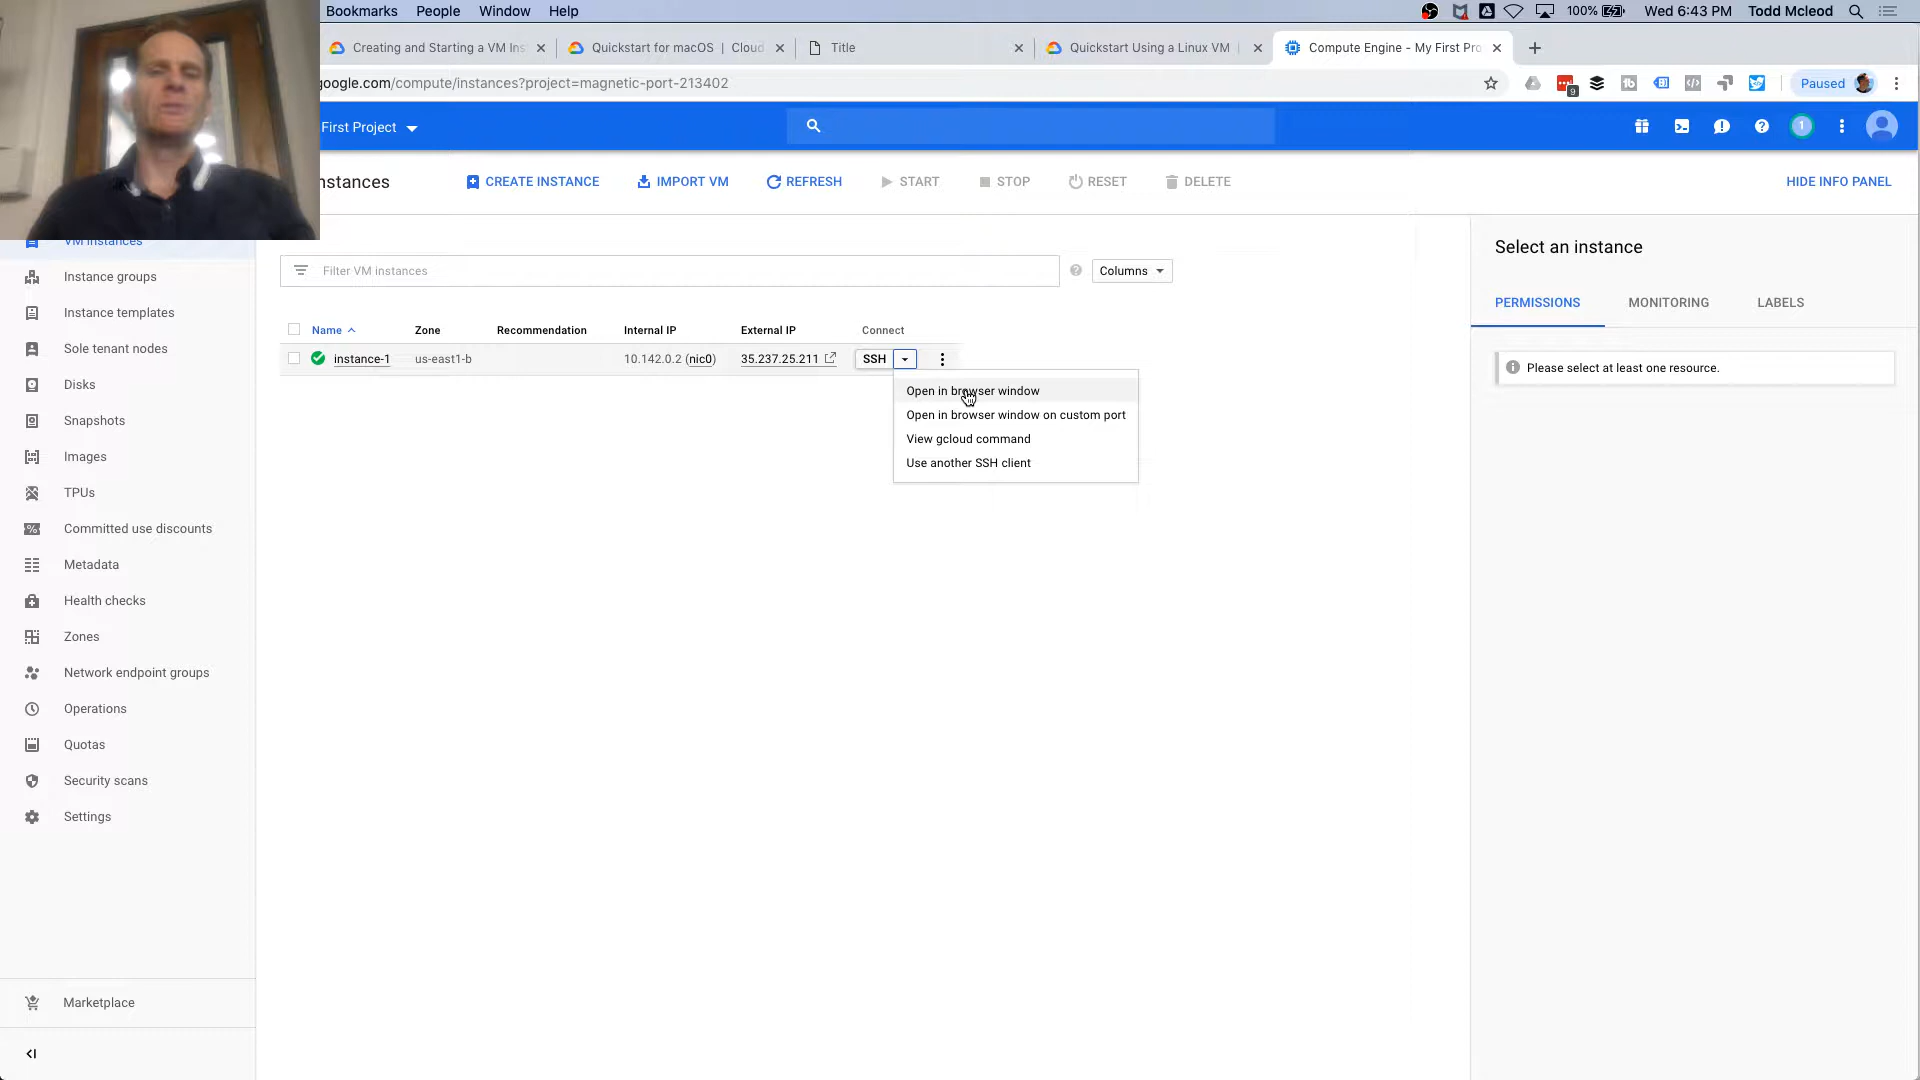 Bookmarks People Window Help
100% Wed 6:43 PM Todd Mcleod
Creating and Starting a VM Ins
Quickstart for macOS | Cloud
Title
Quickstart Using a Linux VM
Compute Engine - My First Pro
google.com/compute/instances?project=magnetic-port-213402
9
Paused
First Project
1
nstances
CREATE INSTANCE
IMPORT VM
REFRESH
START
STOP
RESET
DELETE
HIDE INFO PANEL
VM instances
Instance groups
Instance templates
Sole tenant nodes
Disks
Snapshots
Images
TPUs
Committed use discounts
Metadata
Health checks
Zones
Network endpoint groups
Operations
Quotas
Security scans
Settings
Marketplace
Filter VM instances
Columns
Name Zone Recommendation Internal IP External IP Connect
instance-1 us-east1-b 10.142.0.2 (nic0) 35.237.25.211 SSH
Open in browser window
Open in browser window on custom port
View gcloud command
Use another SSH client
Select an instance
PERMISSIONS MONITORING LABELS
Please select at least one resource.